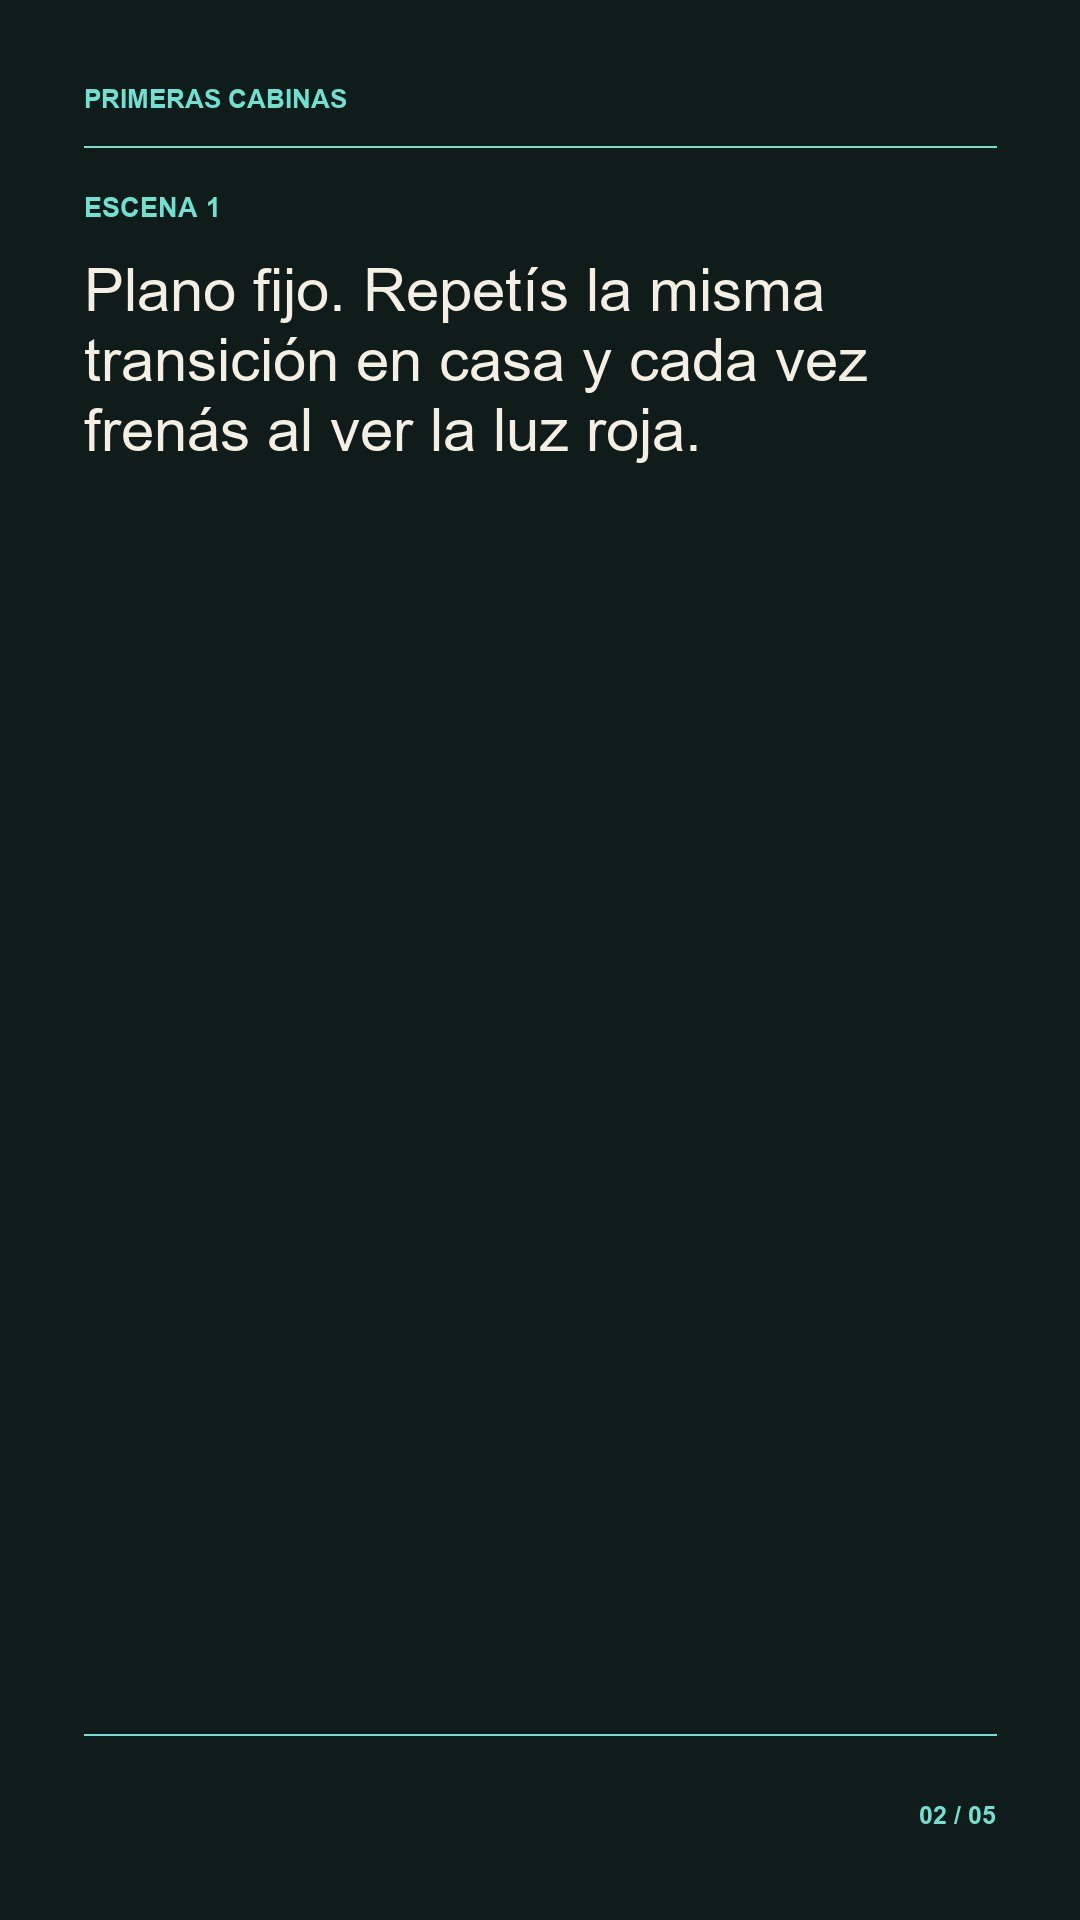 PRIMERAS CABINAS
ESCENA 1
Plano fijo. Repetís la misma
transición en casa y cada vez
frenás al ver la luz roja.
02 / 05